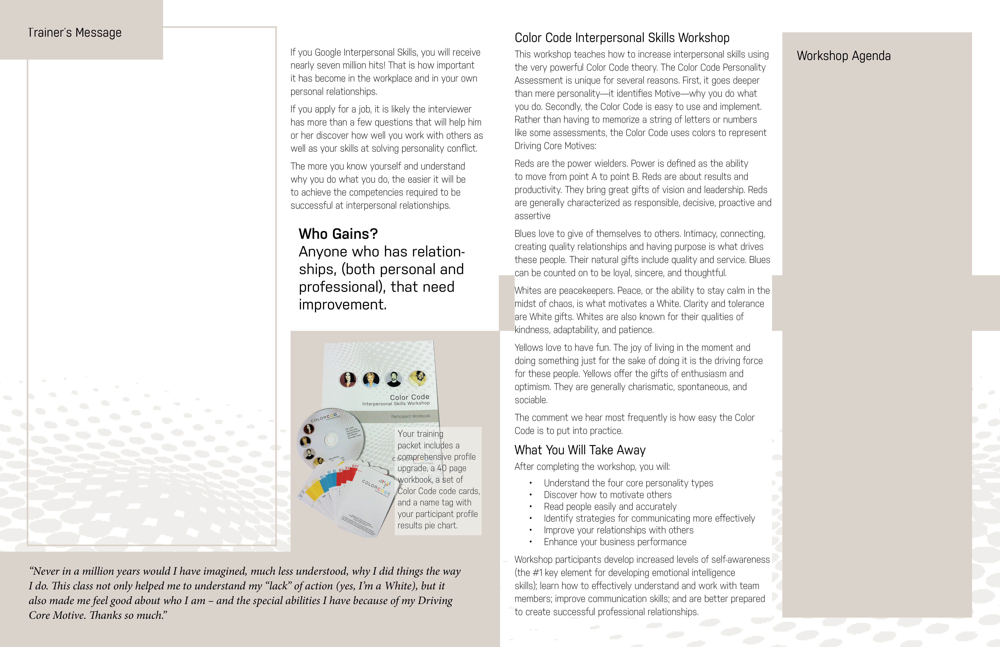 Trainer's Message
If you Google Interpersonal Skills, you will receive
nearly seven million hits! That is how important
it has become in the workplace and in your own
personal relationships.
If you apply for a job, it is likely the interviewer
has more than a few questions that will help him
or her discover how well you work with others as
well as your skills at solving personality conflict.
The more you know yourself and understand
why you do what you do, the easier it will be
to achieve the competencies required to be
successful at interpersonal relationships.
Who Gains?
Anyone who has relation-
ships, (both personal and
professional), that need
improvement.
Color Code
Interpersonal Skills Workshop
Participant Workbook
COLORCODE
Your training
packet includes a
comprehensive profile
upgrade, a 40 page
workbook, a set of
Color Code code cards,
and a name tag with
your participant profile
results pie chart.
COLORCODE
“Never in a million years would I have imagined, much less understood, why I did things the way
I do. This class not only helped me to understand my “lack” of action (yes, I’m a White), but it
also made me feel good about who I am – and the special abilities I have because of my Driving
Core Motive. Thanks so much.”
Color Code Interpersonal Skills Workshop
This workshop teaches how to increase interpersonal skills using
the very powerful Color Code theory. The Color Code Personality
Assessment is unique for several reasons. First, it goes deeper
than mere personality—it identifies Motive—why you do what
you do. Secondly, the Color Code is easy to use and implement.
Rather than having to memorize a string of letters or numbers
like some assessments, the Color Code uses colors to represent
Driving Core Motives:
Reds are the power wielders. Power is defined as the ability
to move from point A to point B. Reds are about results and
productivity. They bring great gifts of vision and leadership. Reds
are generally characterized as responsible, decisive, proactive and
assertive
Blues love to give of themselves to others. Intimacy, connecting,
creating quality relationships and having purpose is what drives
these people. Their natural gifts include quality and service. Blues
can be counted on to be loyal, sincere, and thoughtful.
Whites are peacekeepers. Peace, or the ability to stay calm in the
midst of chaos, is what motivates a White. Clarity and tolerance
are White gifts. Whites are also known for their qualities of
kindness, adaptability, and patience.
Yellows love to have fun. The joy of living in the moment and
doing something just for the sake of doing it is the driving force
for these people. Yellows offer the gifts of enthusiasm and
optimism. They are generally charismatic, spontaneous, and
sociable.
The comment we hear most frequently is how easy the Color
Code is to put into practice.
What You Will Take Away
After completing the workshop, you will:
• Understand the four core personality types
• Discover how to motivate others
• Read people easily and accurately
• Identify strategies for communicating more effectively
• Improve your relationships with others
• Enhance your business performance
Workshop participants develop increased levels of self-awareness
(the #1 key element for developing emotional intelligence
skills); learn how to effectively understand and work with team
members; improve communication skills; and are better prepared
to create successful professional relationships.
Workshop Agenda